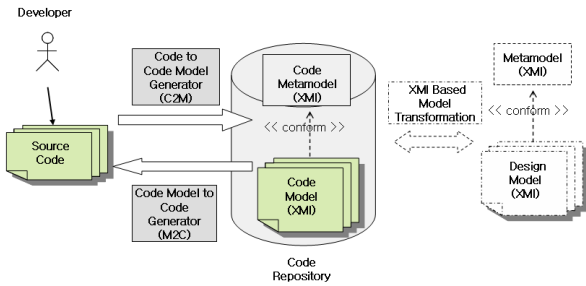 Developer
Code to
Code Model
Generator
(C2M)
Source
Code
Code Model to
Code
Generator
(M2C)
Code
Metamodel
(XMI)
<< conform >>
Code
Model
(XMI)
Code
Repository
XMI Based
Model
Transformation
Metamodel
(XMI)
<< conform >>
Design
Model
(XMI)